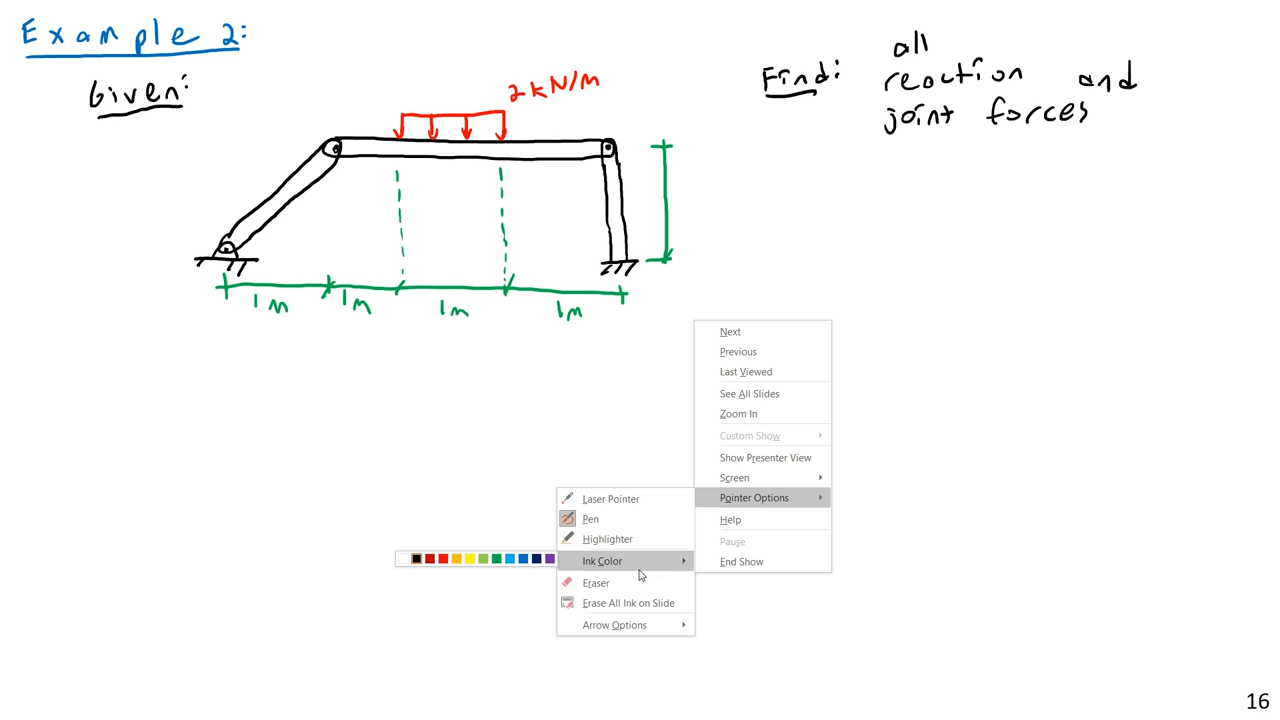 Example 2:
Given:
2 kN/m
Find: all reaction and
joint forces
1m 1m 1m 1m
Next
Previous
Last Viewed
See All Slides
Zoom In
Custom Show
Show Presenter View
Screen
Pointer Options
Help
Pause
End Show
Laser Pointer
Pen
Highlighter
Ink Color
Eraser
Erase All Ink on Slide
Arrow Options
16